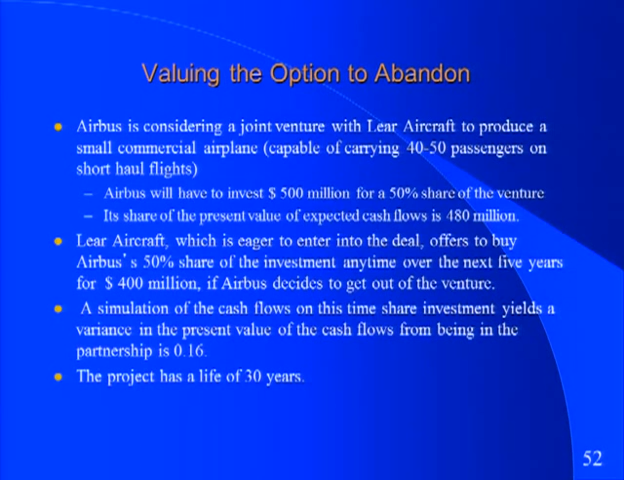 Valuing the Option to Abandon
Airbus is considering a joint venture with Lear Aircraft to produce a
small commercial airplane (capable of carrying 40-50 passengers on
short haul flights)
– Airbus will have to invest $ 500 million for a 50% share of the venture
– Its share of the present value of expected cash flows is 480 million.
Lear Aircraft, which is eager to enter into the deal, offers to buy
Airbus's 50% share of the investment anytime over the next five years
for $ 400 million, if Airbus decides to get out of the venture.
A simulation of the cash flows on this time share investment yields a
variance in the present value of the cash flows from being in the
partnership is 0.16.
The project has a life of 30 years.
52